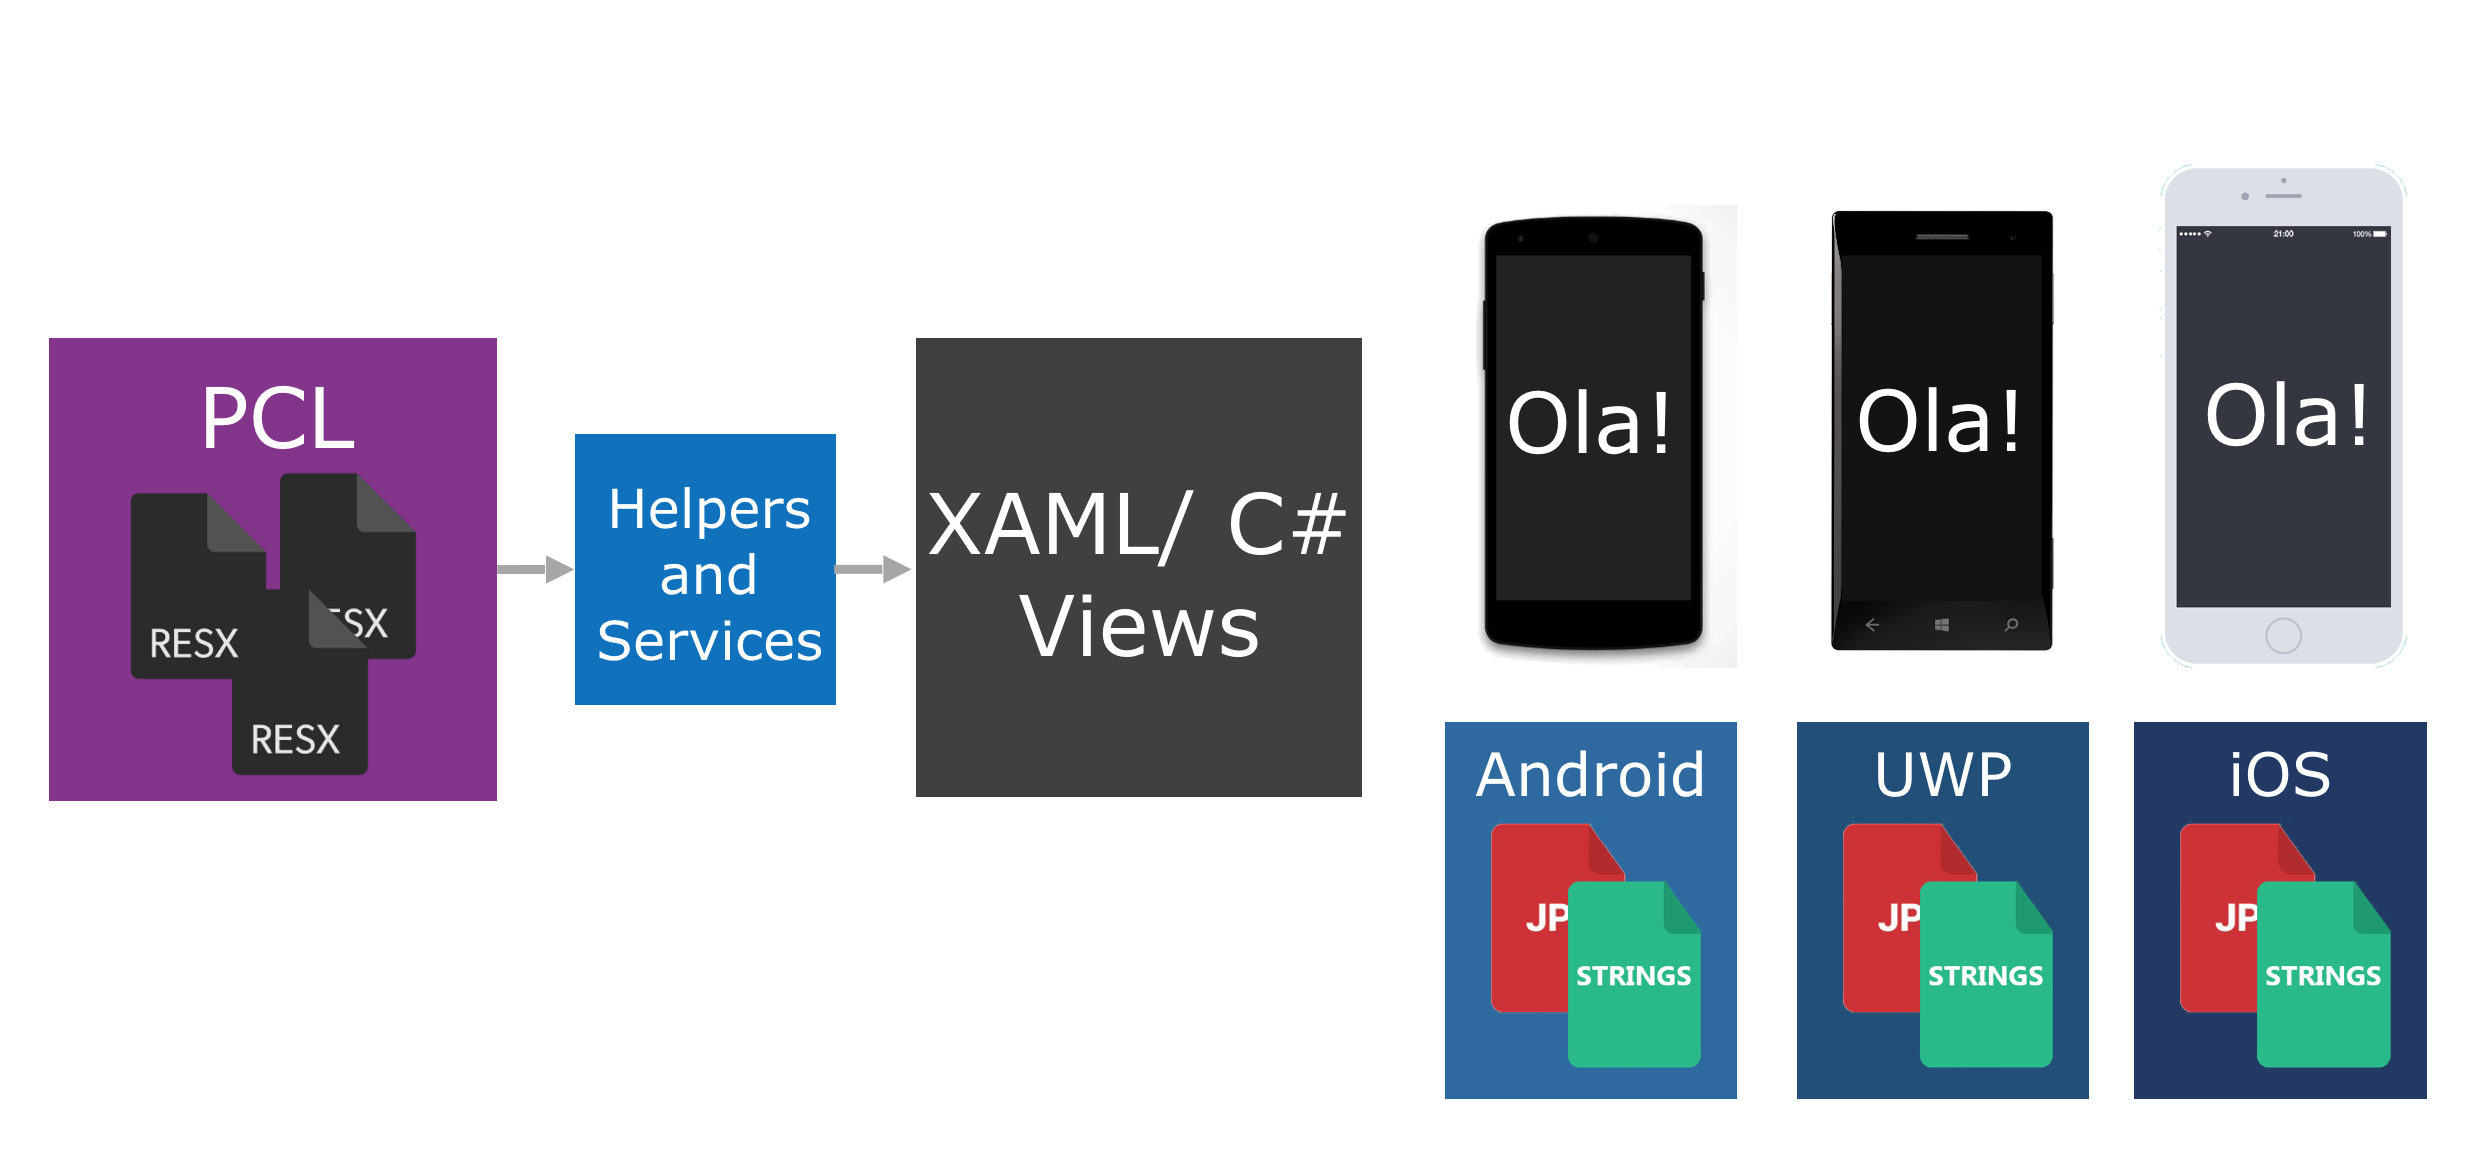 PCL
RESX
ESX
RESX
Helpers
and
Services
XAML/ C#
Views
Ola!
Ola!
21:00
100%
Ola!
Android
JP
STRINGS
UWP
JP
STRINGS
iOS
JP
STRINGS